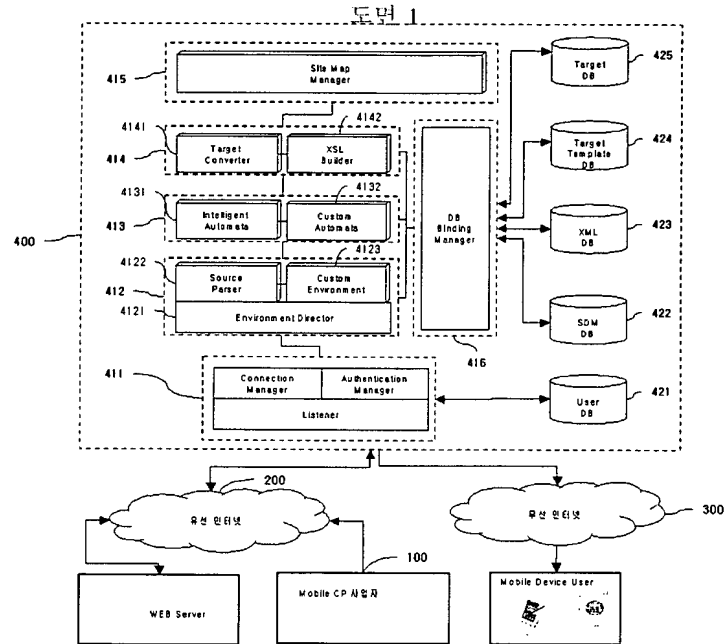 도면 1
415
Site Map
Manager
4141
4142
414
Target
Converter
XSL
Builder
4131
4132
413
Intelligent
Automata
Custom
Automata
400
4122
4123
412
Source
Parser
Custom
Environment
4121
Environment Director
DB
Binding
Manager
416
411
Connection
Manager
Authentication
Manager
Listener
Target
DB
425
Target
Template
DB
424
XML
DB
423
SDM
DB
422
User
DB
421
200
유선 인터넷
무선 인터넷
300
100
WEB Server
Mobile CP 사업자
Mobile Device User